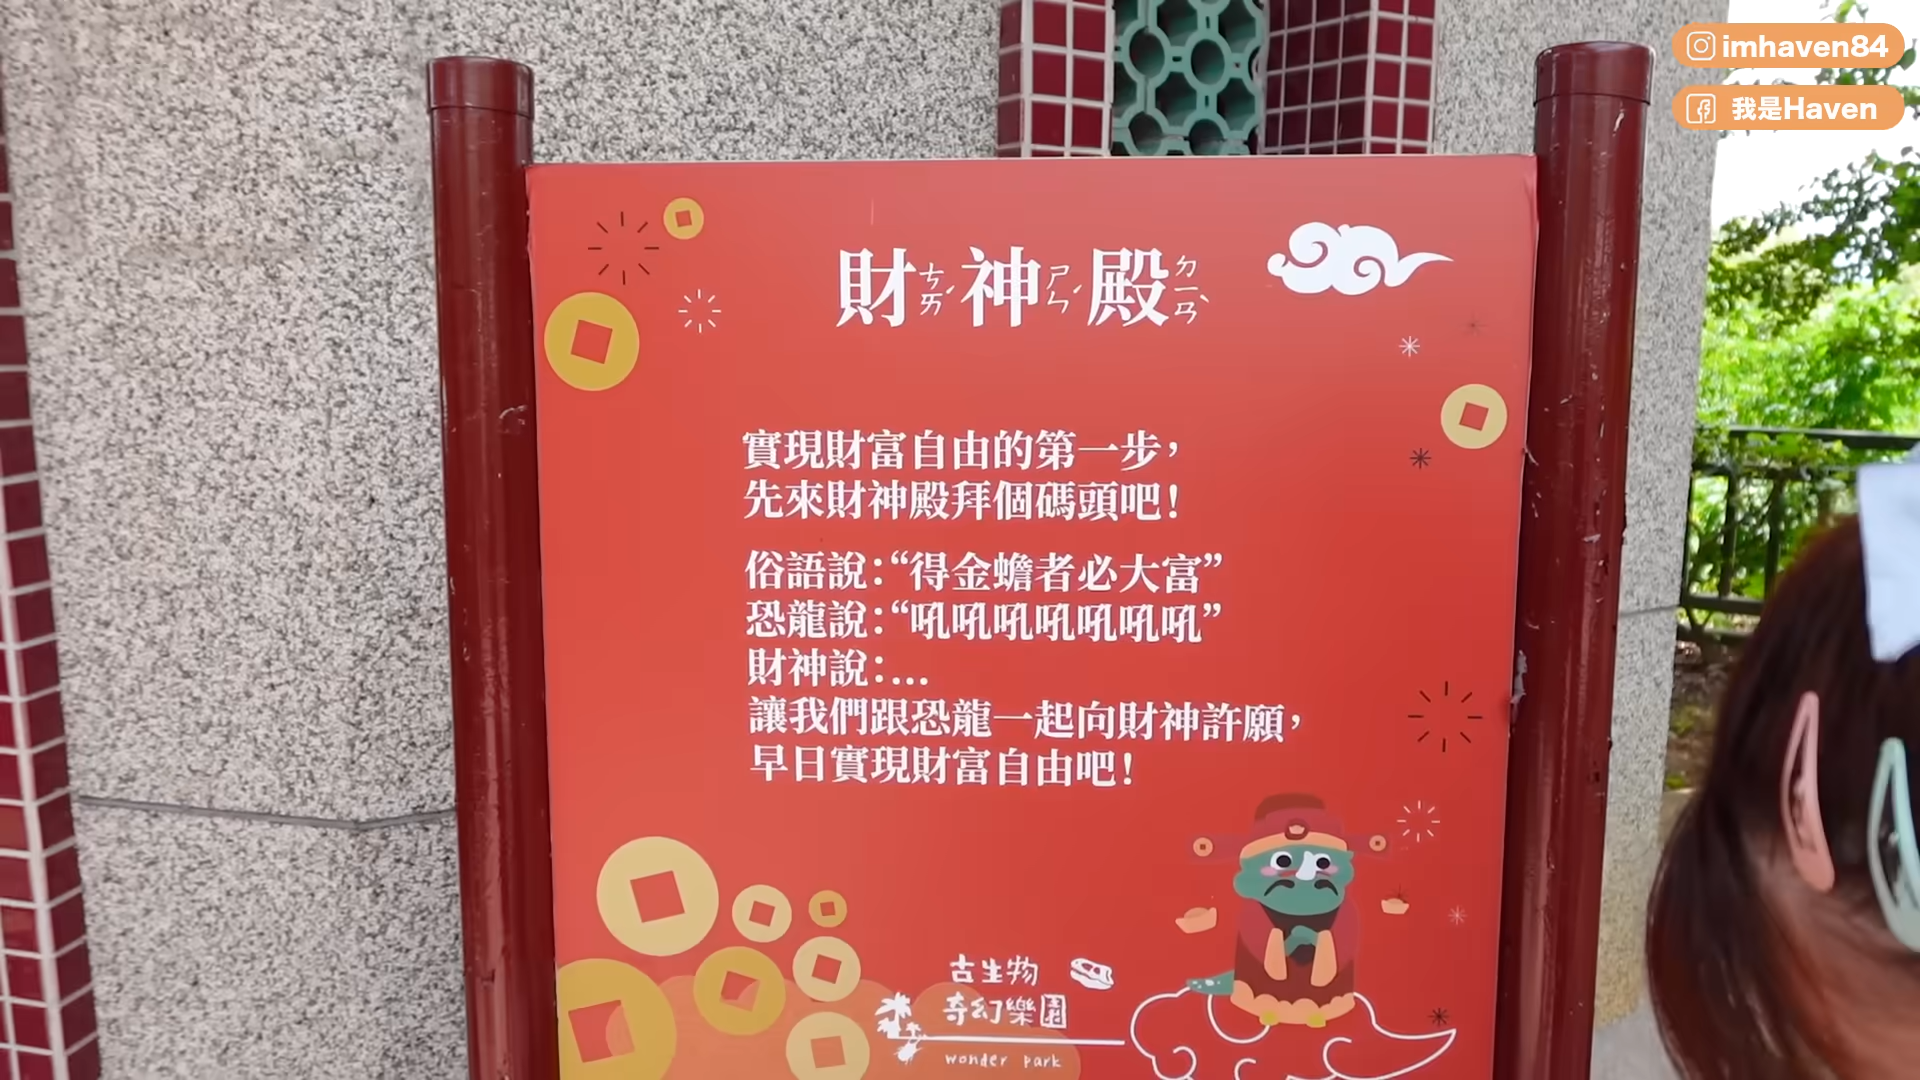 imhaven84
我是Haven
財ㄘㄞˊ神ㄕㄣˊ殿ㄉㄧㄢˋ
實現財富自由的第一步，
先來財神殿拜個碼頭吧！
俗語說：“得金蟾者必大富”
恐龍說：“吼吼吼吼吼吼吼”
財神說：...
讓我們跟恐龍一起向財神許願，
早日實現財富自由吧！
古生物
奇幻樂園
wonder park